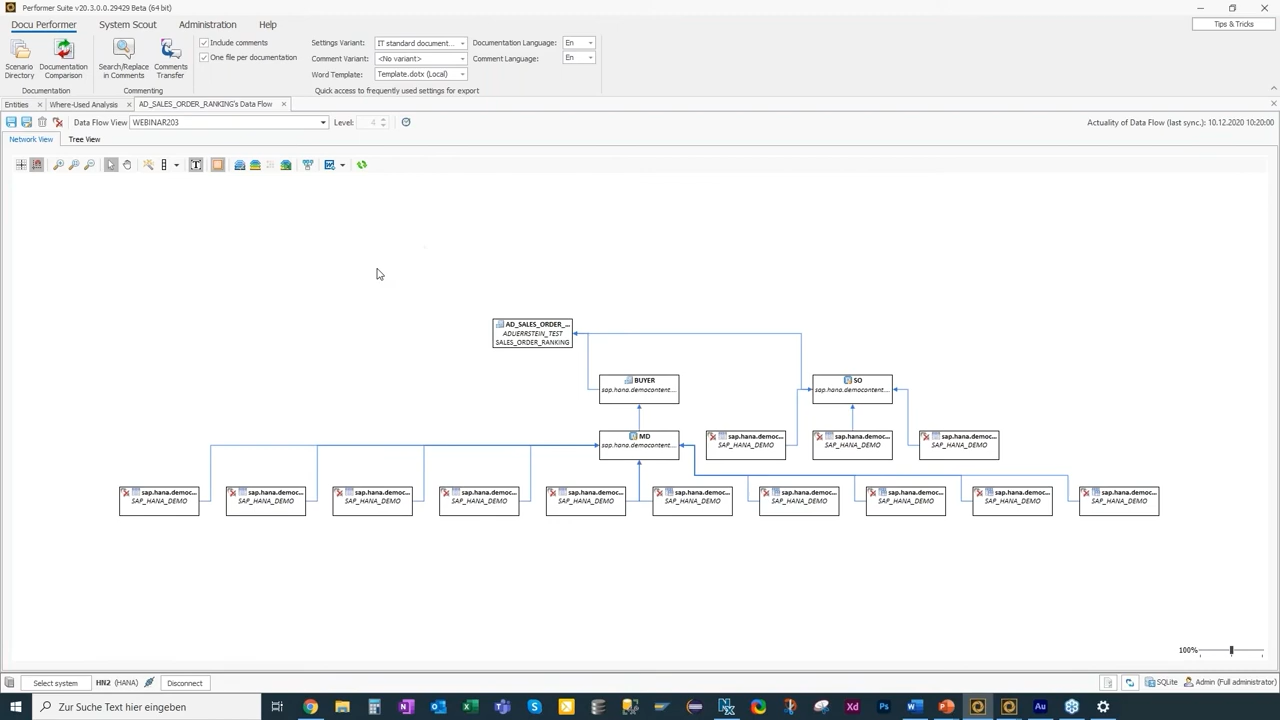 Performer Suite v20.3.0.0.29429 Beta (64 bit)
Docu Performer
System Scout
Administration
Help
Tips & Tricks
Scenario Directory
Documentation Comparison
Documentation
Search/Replace in Comments
Comments Transfer
Commenting
Include comments
One file per documentation
Settings Variant: IT standard document...
Comment Variant: <No variant>
Word Template: Template.dotx (Local)
Documentation Language: En
Comment Language: En
Quick access to frequently used settings for export
Entities
Where-Used Analysis
AD_SALES_ORDER_RANKING's Data Flow
Data Flow View WEBINAR203 Level: 4
Actuality of Data Flow (last sync.): 10.12.2020 10:20:00
Network View
Tree View
AD_SALES_ORDER_...
ADUERRSTEIN_TEST
SALES_ORDER_RANKING
BUYER
sap.hana.democontent....
SO
sap.hana.democontent....
MD
sap.hana.democontent....
sap.hana.democ...
SAP_HANA_DEMO
sap.hana.democ...
SAP_HANA_DEMO
sap.hana.democ...
SAP_HANA_DEMO
sap.hana.democ...
SAP_HANA_DEMO
sap.hana.democ...
SAP_HANA_DEMO
sap.hana.democ...
SAP_HANA_DEMO
sap.hana.democ...
SAP_HANA_DEMO
sap.hana.democ...
SAP_HANA_DEMO
sap.hana.democ...
SAP_HANA_DEMO
sap.hana.democ...
SAP_HANA_DEMO
sap.hana.democ...
SAP_HANA_DEMO
sap.hana.democ...
SAP_HANA_DEMO
sap.hana.democ...
SAP_HANA_DEMO
100%
Select system
HN2 (HANA)
Disconnect
SQLite
Admin (Full administrator)
Zur Suche Text hier eingeben